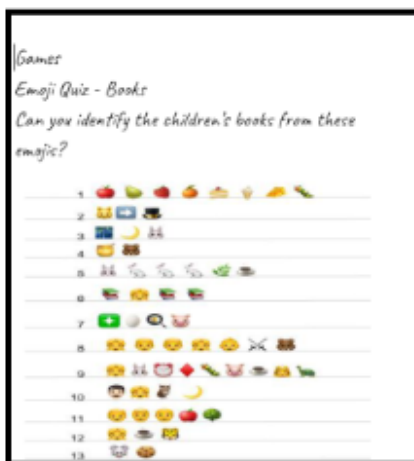 Games
Emoji Quiz - Books
Can you identify the children's books from these
emojis?
1 🍎 🍐 🍓 🍊 🍰 🍦 🧀 🐛
2 🐱 ➡️ 🎩
3 🌃 🌙 🐰
4 🍯 🐻
5 🐰 🐇 🐇 🐇 🌿 ☕
6 📚 👧 📚 📚
7
8
9
10
11
12
13